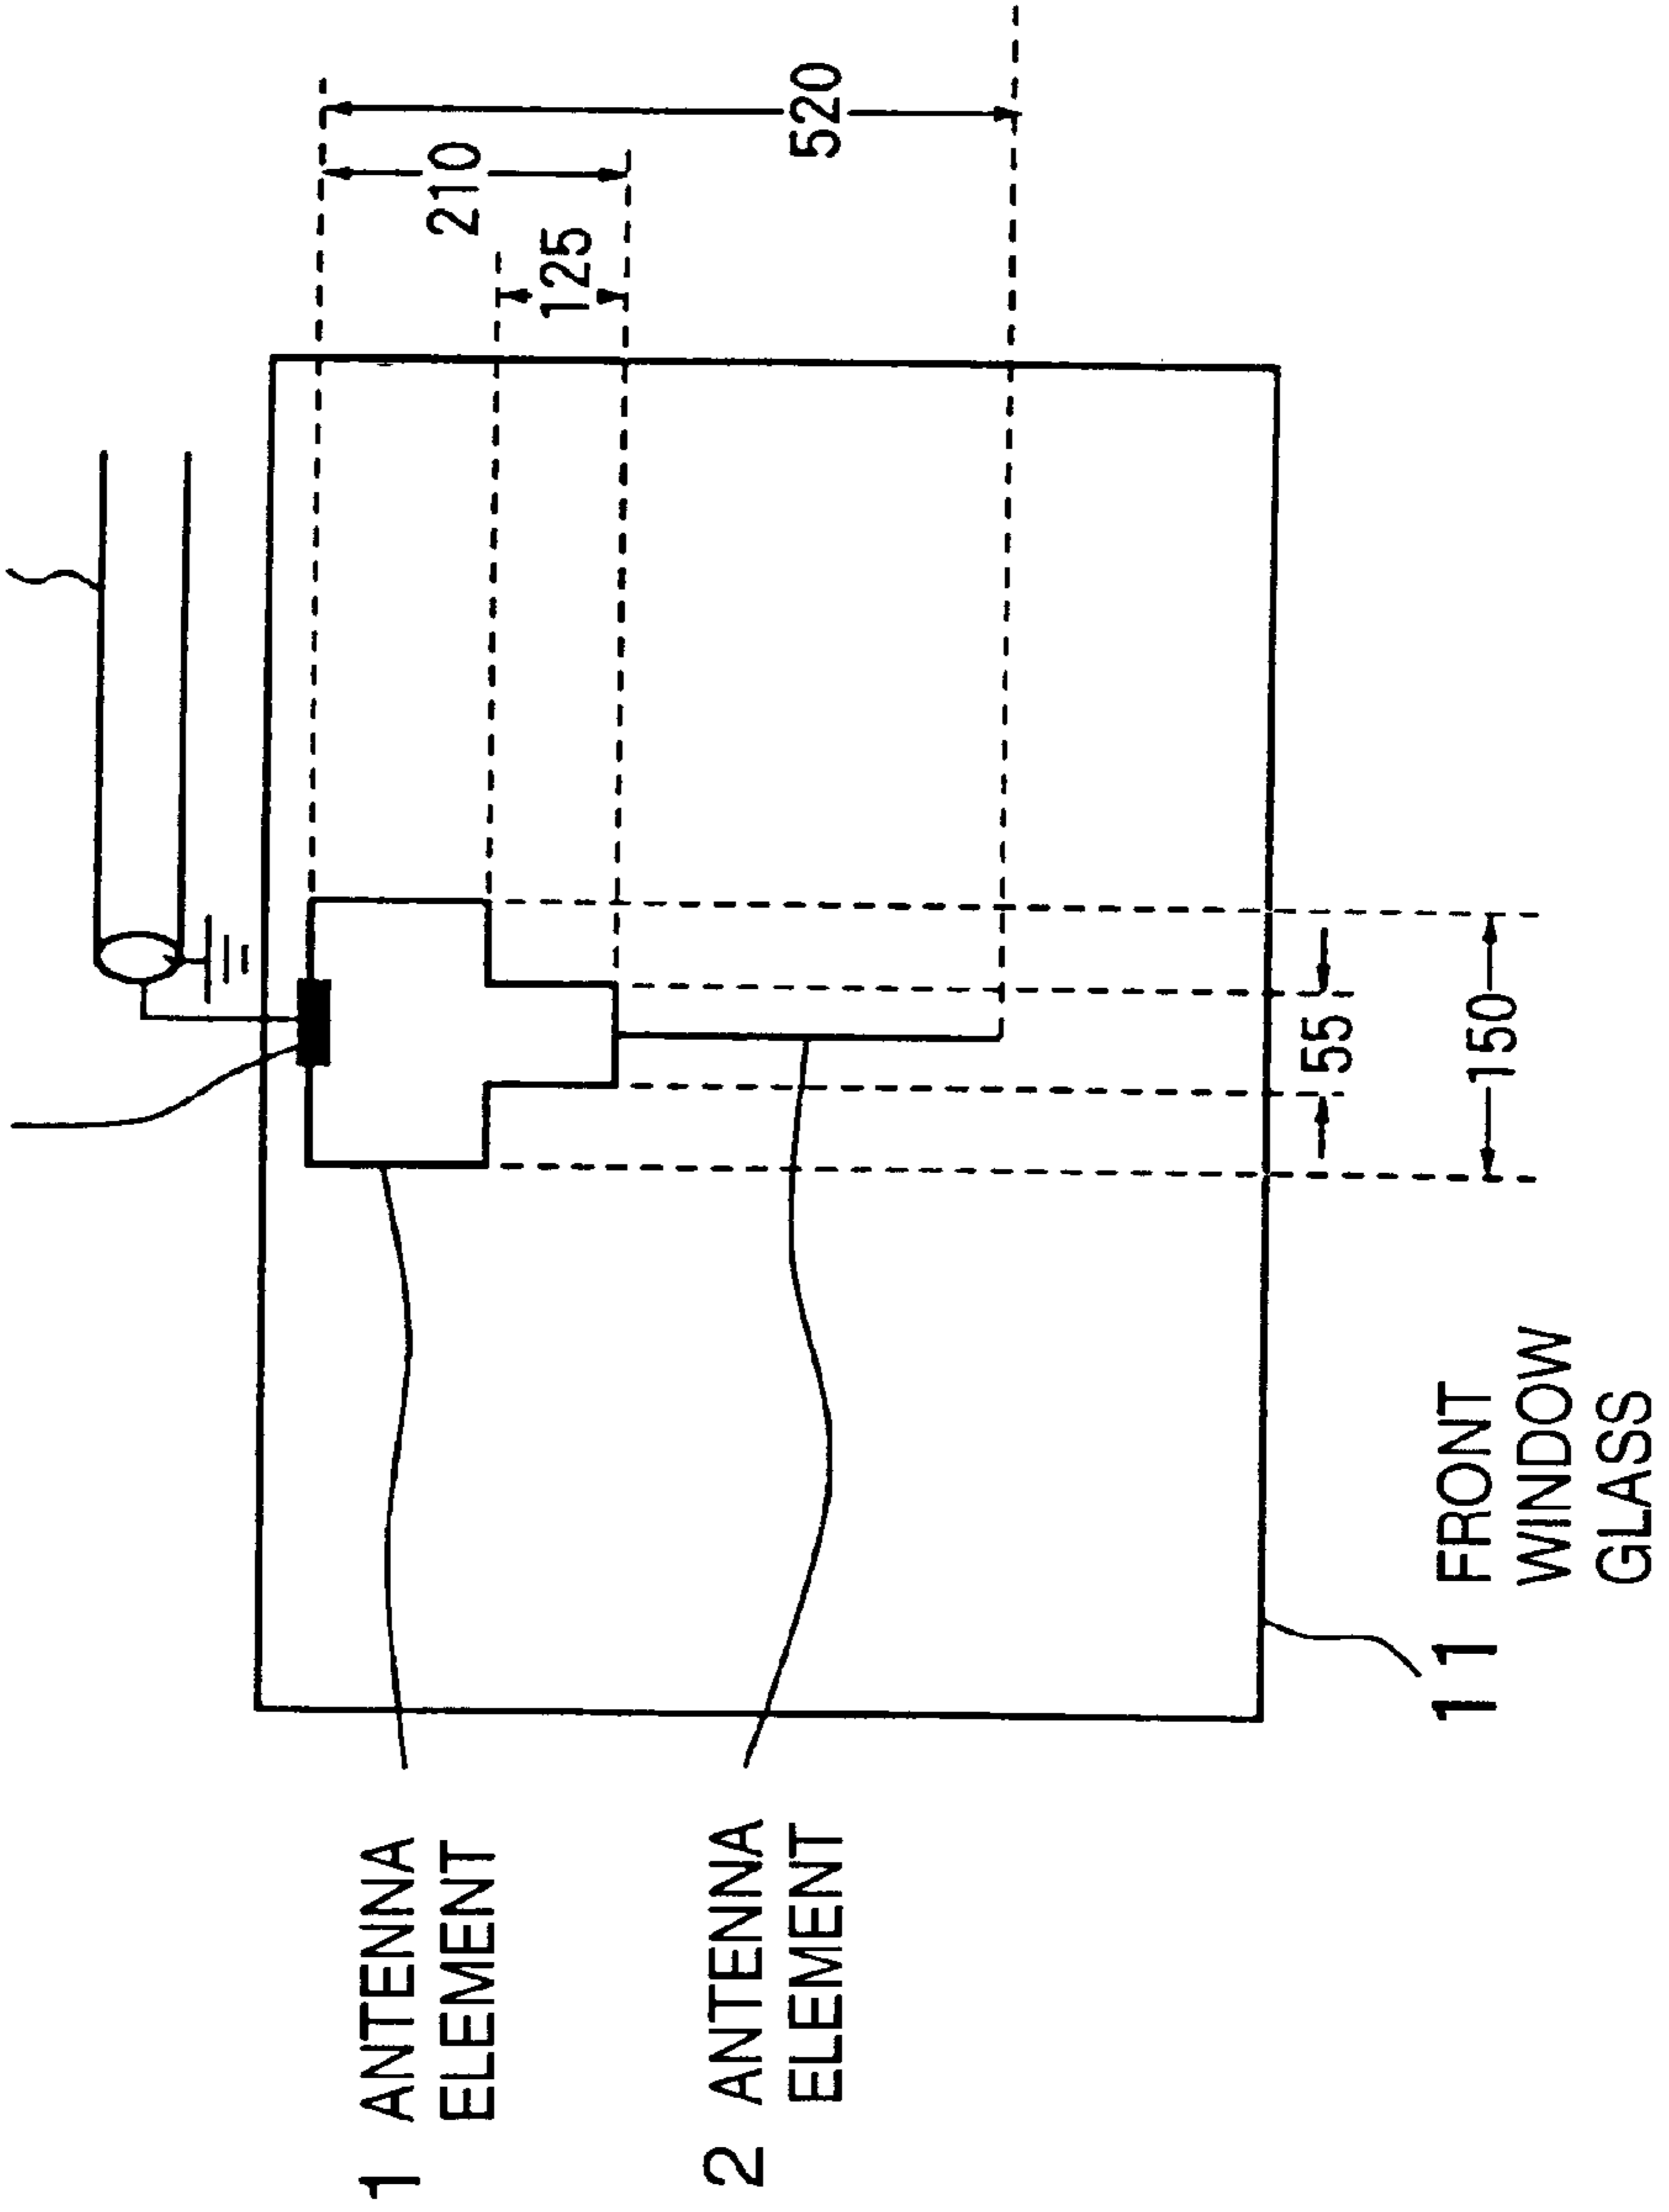 1 ANTENNA
ELEMENT
2 ANTENNA
ELEMENT
11 FRONT
WINDOW
GLASS
210
125
520
55
150